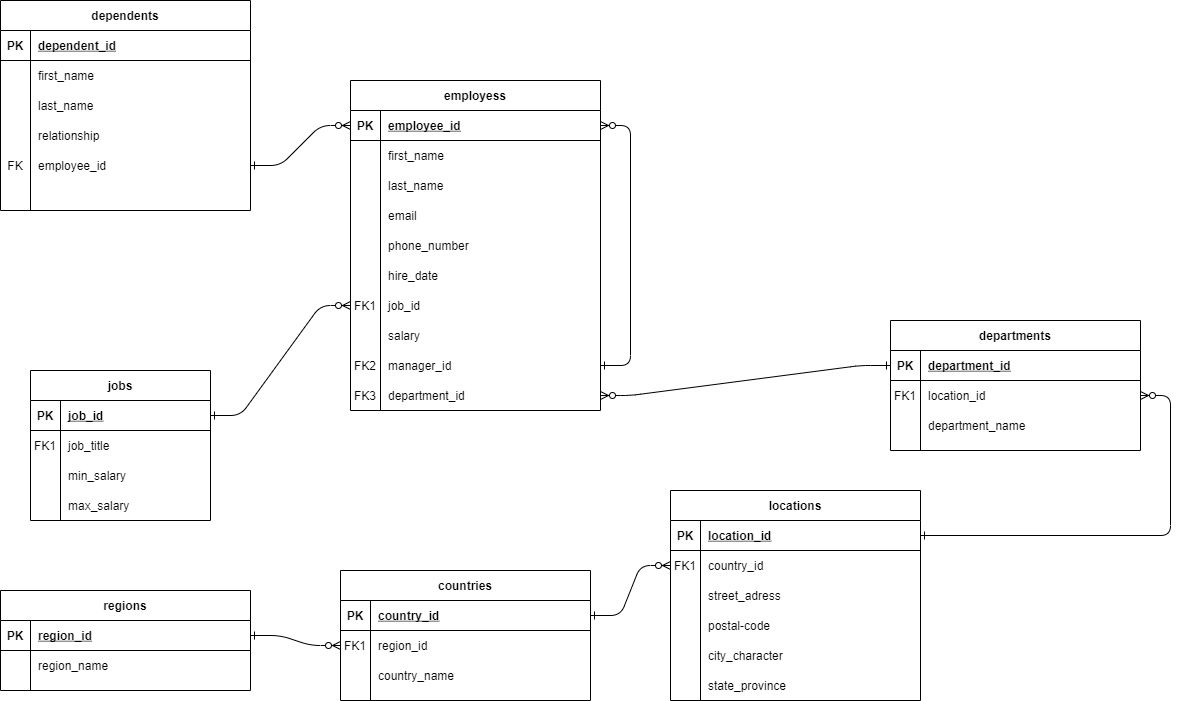 dependents
PK dependent_id
first_name
last_name
relationship
FK employee_id
employess
PK employee_id
first_name
last_name
email
phone_number
hire_date
FK1 job_id
salary
FK2 manager_id
FK3 department_id
departments
PK department_id
FK1 location_id
department_name
jobs
PK job_id
FK1 job_title
min_salary
max_salary
locations
PK location_id
FK1 country_id
street_adress
postal-code
city_character
state_province
countries
PK country_id
FK1 region_id
country_name
regions
PK region_id
region_name